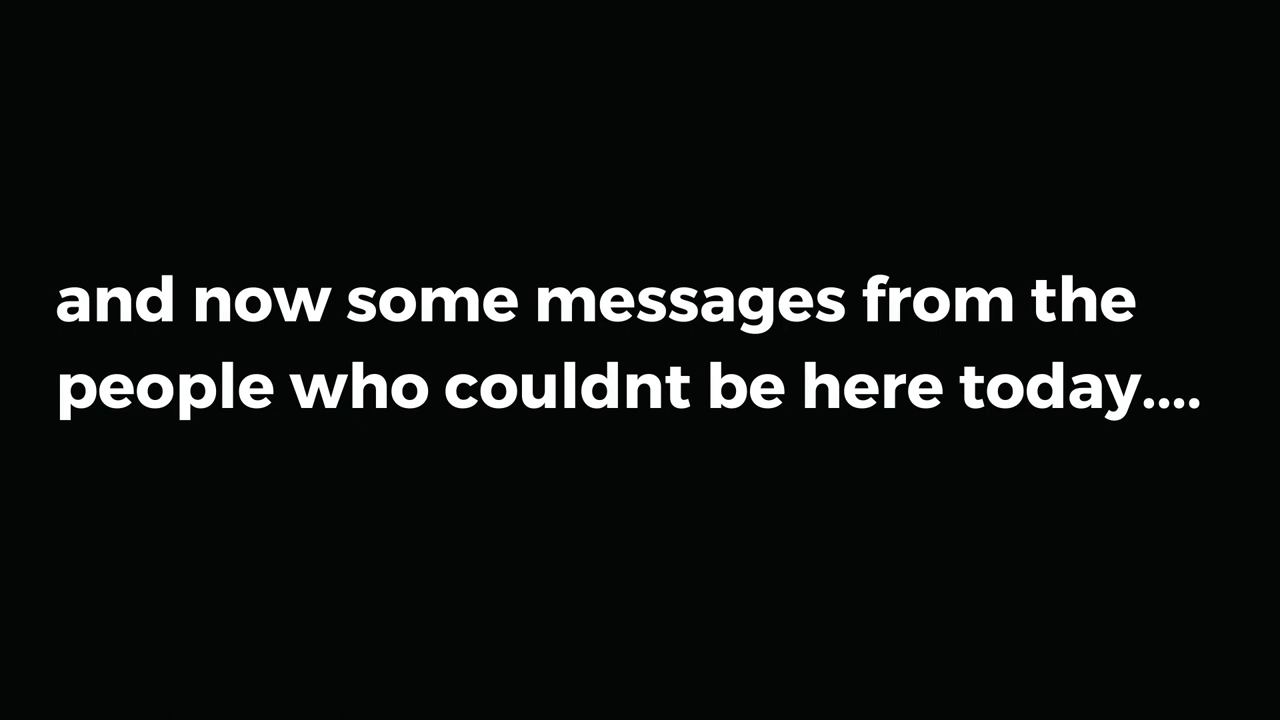 and now some messages from the
people who couldnt be here today....